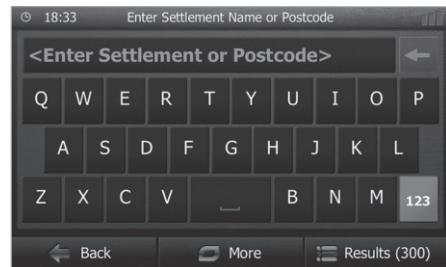 18:33 Enter Settlement Name or Postcode
<Enter Settlement or Postcode>
Q W E R T Y U I O P
A S D F G H J K L
Z X C V B N M 123
Back More Results (300)